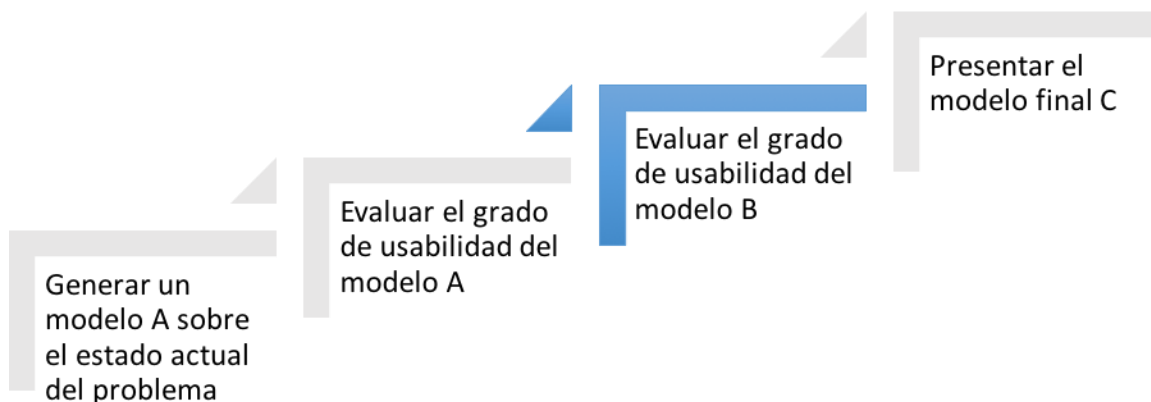 Generar un
modelo A sobre
el estado actual
del problema
Evaluar el grado
de usabilidad del
modelo A
Evaluar el grado
de usabilidad del
modelo B
Presentar el
modelo final C